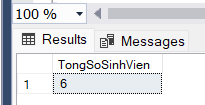 100 %
Results Messages
TongSoSinhVien
1 6